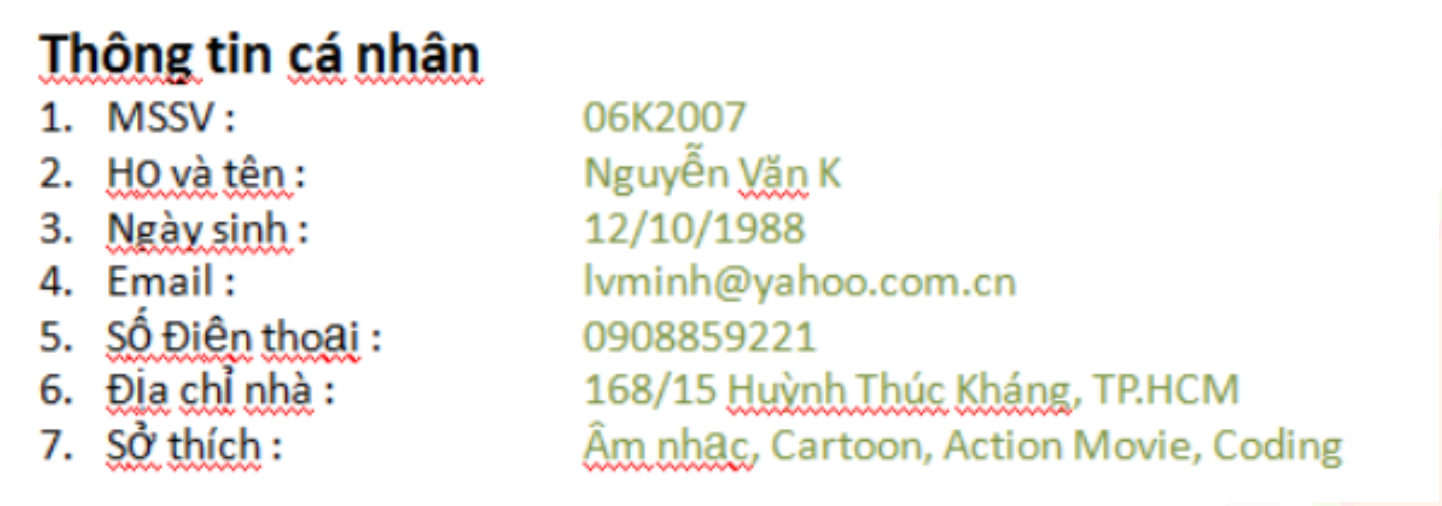 Thông tin cá nhân
1. MSSV : 06K2007
2. Họ và tên : Nguyễn Văn K
3. Ngày sinh : 12/10/1988
4. Email : lvminh@yahoo.com.cn
5. Số Điện thoại : 0908859221
6. Địa chỉ nhà : 168/15 Huỳnh Thúc Kháng, TP.HCM
7. Sở thích : Âm nhạc, Cartoon, Action Movie, Coding